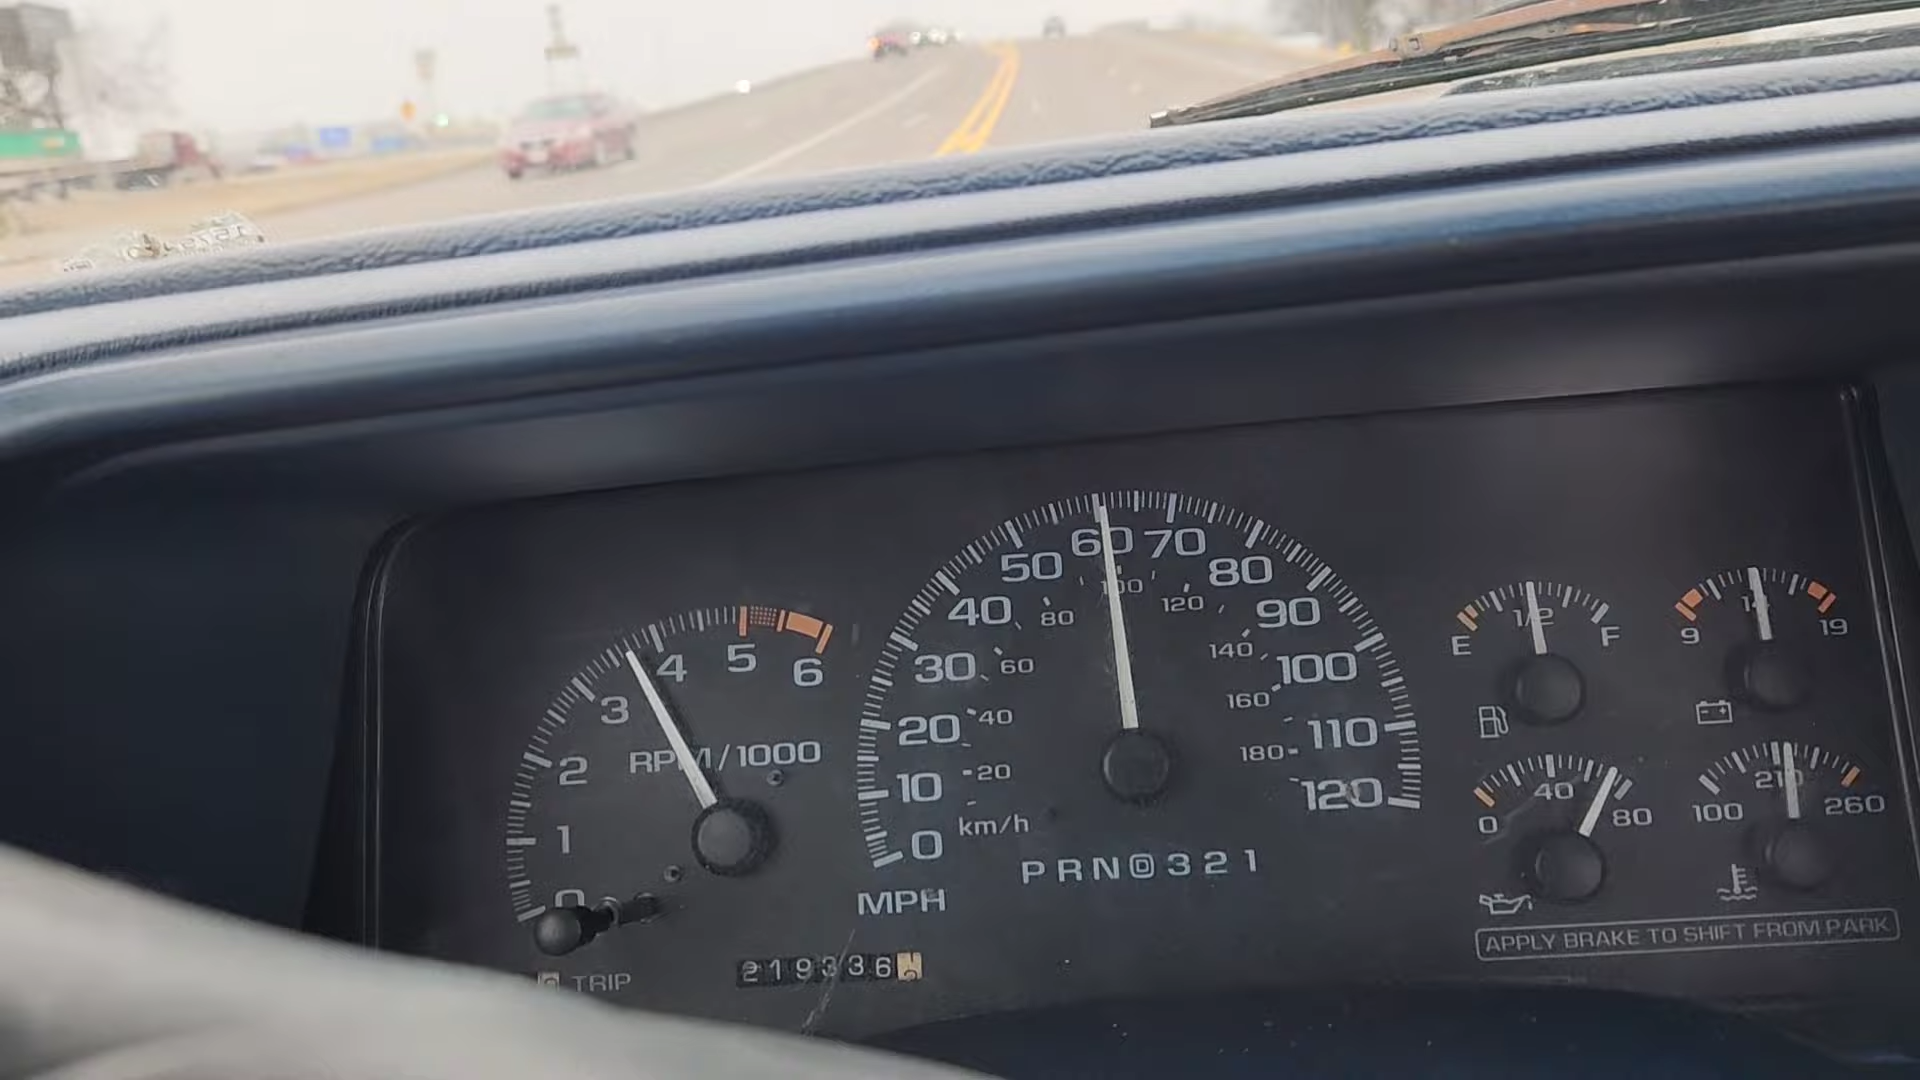 0 1 2 3 4 5 6
RPM/1000
0 10 20 30 40 50 60 70 80 90 100 110 120
20 40 60 80 100 120 140 160 180
km/h
MPH
PRND321
TRIP
219336
E 1/2 F
9 14 19
0 40 80
100 210 260
APPLY BRAKE TO SHIFT FROM PARK